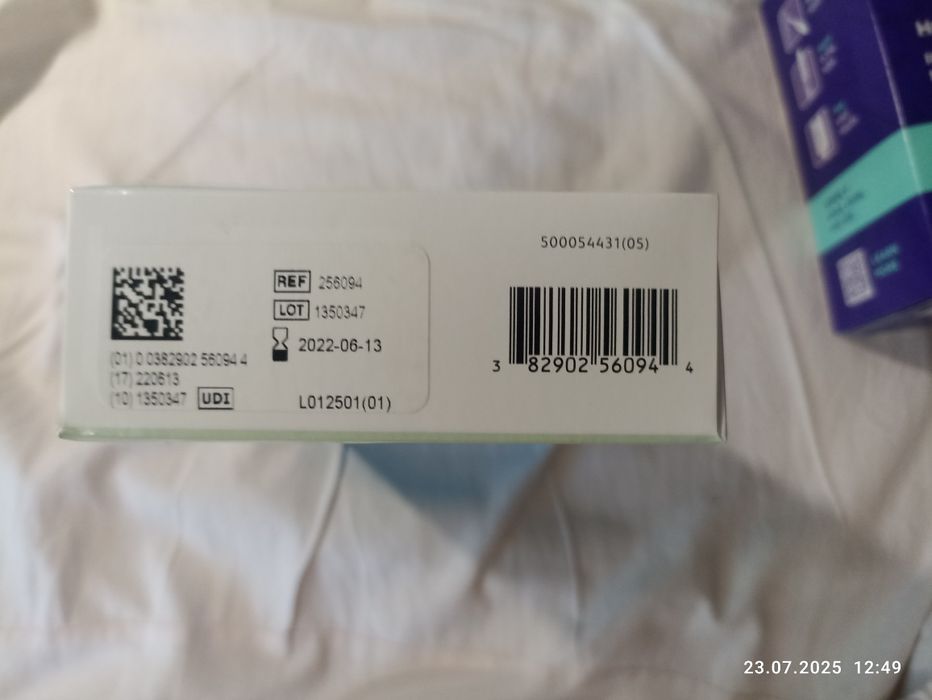 500054431(05)
REF 256094
LOT 1350347
2022-06-13
(01) 0 0382902 56094 4
(17) 220613
(10) 1350347 UDI
L012501(01)
3 82902 56094 4
23.07.2025 12:49